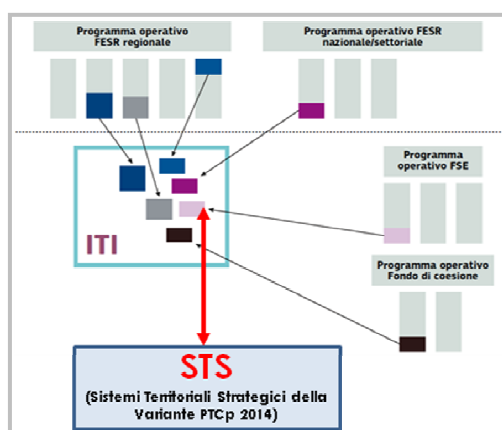 Programma operativo
FESR regionale
Programma operativo FESR
nazionale/settoriale
Programma
operativo FSE
ITI
Programma operativo
Fondo di coesione
STS
(Sistemi Territoriali Strategici della
Variante PTCp 2014)